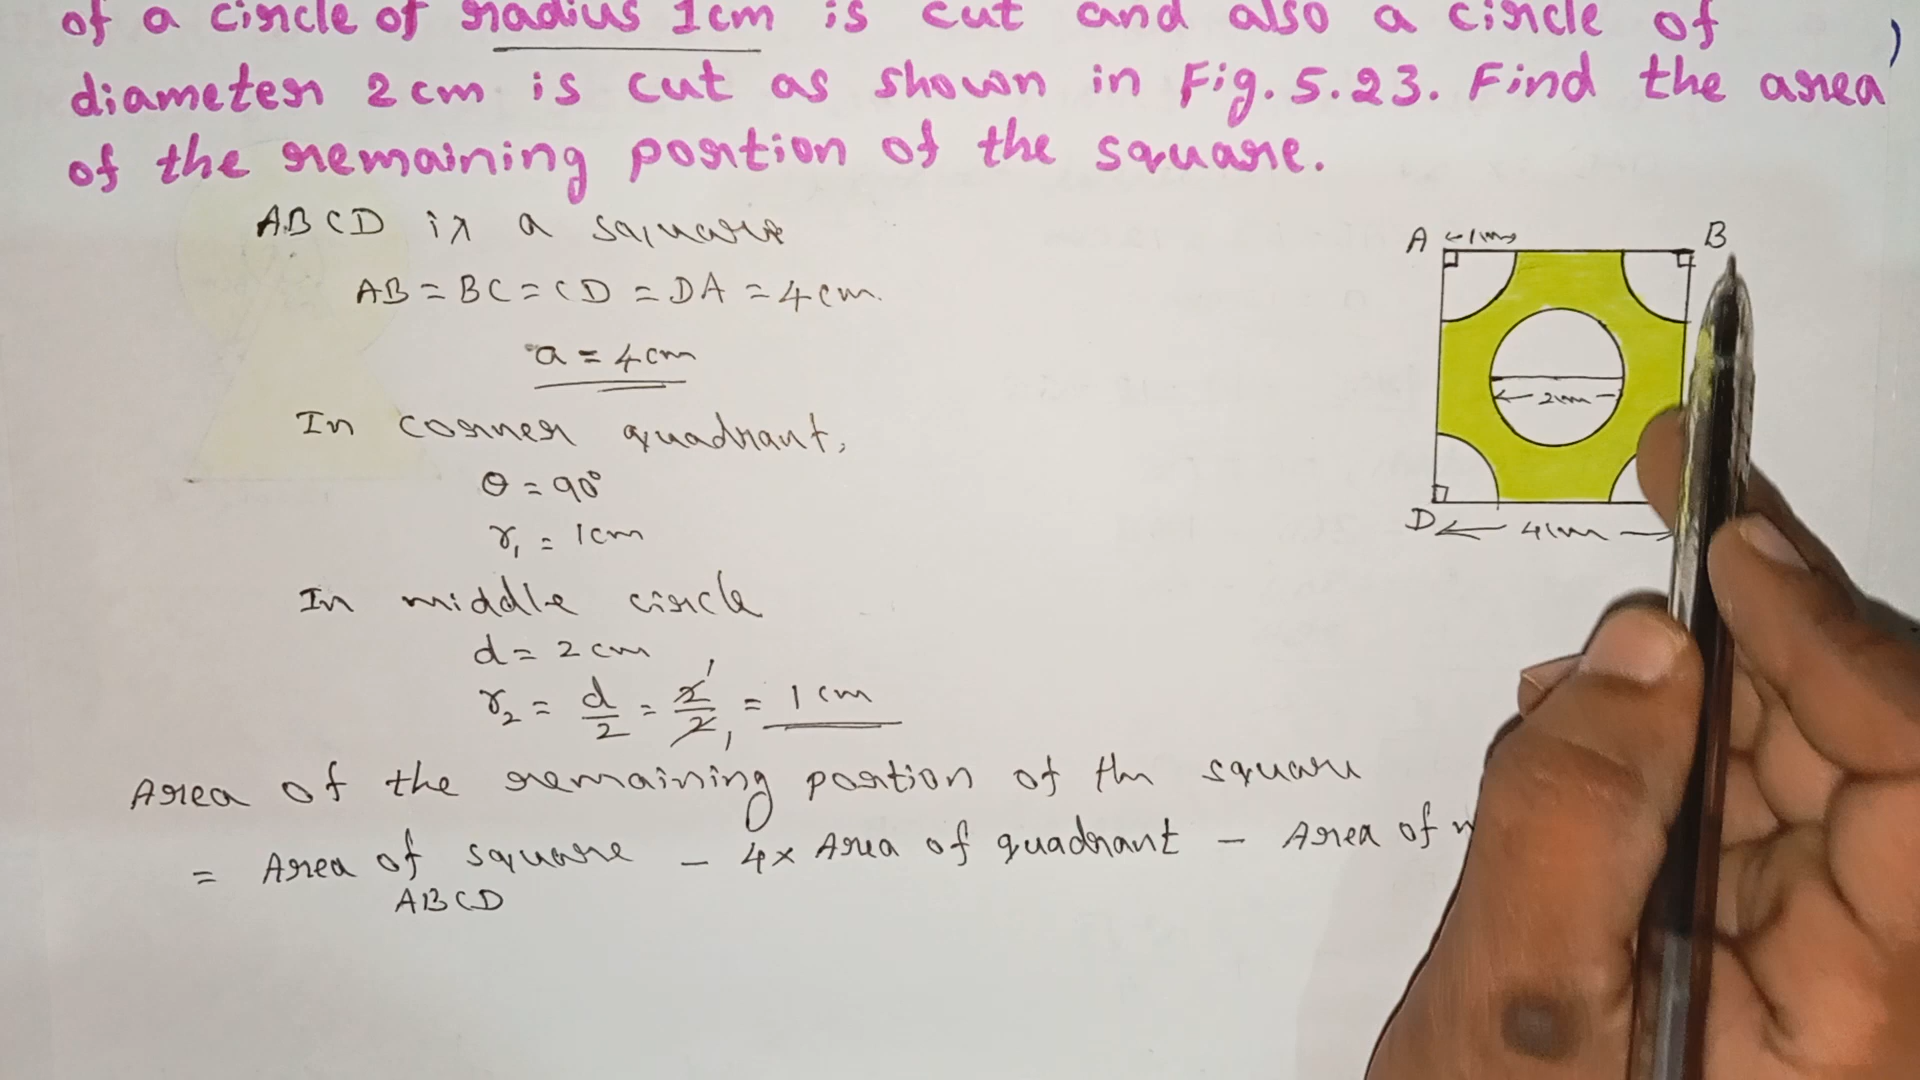 of a circle of radius 1cm is cut and also a circle of
diameter 2cm is cut as shown in Fig. 5.23. Find the area
of the remaining portion of the square.
ABCD is a square
AB = BC = CD = DA = 4cm.
a = 4cm
In corner quadrant,
θ = 90°
r₁ = 1cm
In middle circle
d = 2cm
r₂ = d/2 = 2/2 = 1cm
Area of the remaining portion of the square
= Area of square - 4 x Area of quadrant - Area of
ABCD
A 1cm B
2cm
D 4cm